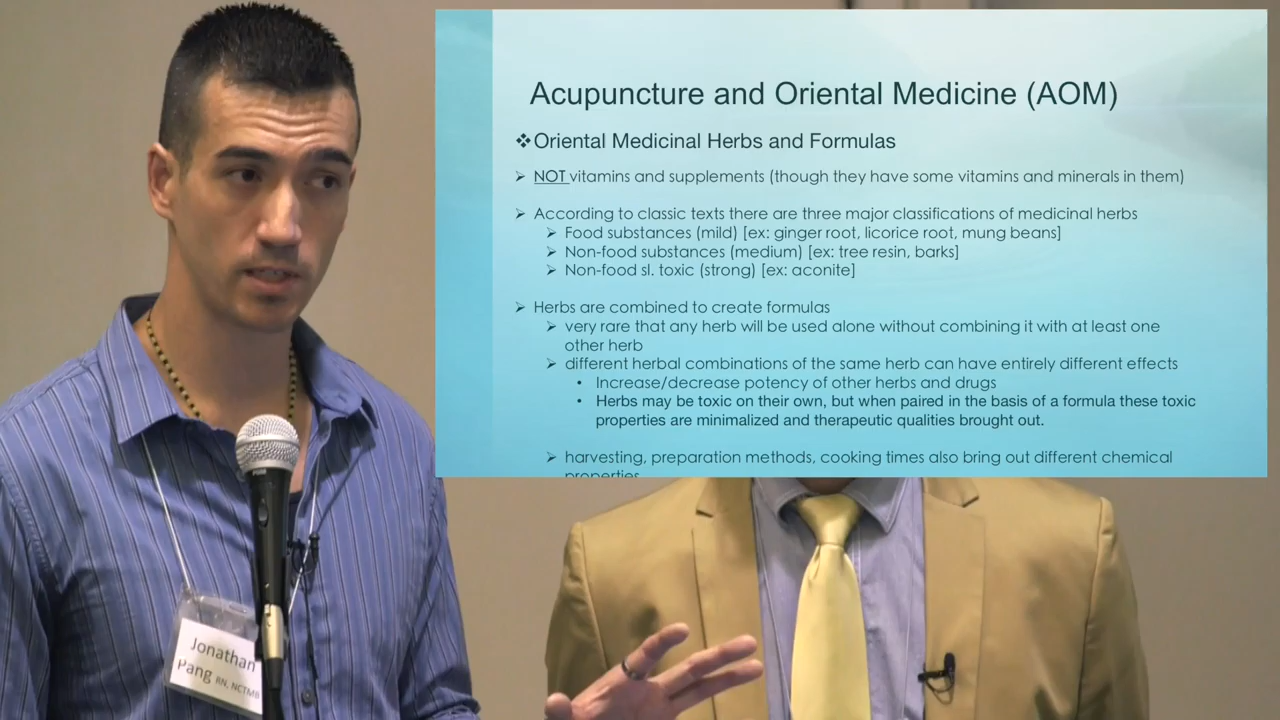 Acupuncture and Oriental Medicine (AOM)
❖Oriental Medicinal Herbs and Formulas
➢ NOT vitamins and supplements (though they have some vitamins and minerals in them)
➢ According to classic texts there are three major classifications of medicinal herbs
➢ Food substances (mild) [ex: ginger root, licorice root, mung beans]
➢ Non-food substances (medium) [ex: tree resin, barks]
➢ Non-food sl. toxic (strong) [ex: aconite]
➢ Herbs are combined to create formulas
➢ very rare that any herb will be used alone without combining it with at least one
other herb
➢ different herbal combinations of the same herb can have entirely different effects
• Increase/decrease potency of other herbs and drugs
• Herbs may be toxic on their own, but when paired in the basis of a formula these toxic
properties are minimalized and therapeutic qualities brought out.
➢ harvesting, preparation methods, cooking times also bring out different chemical
properties
Jonathan
Pang RN, NCTMB